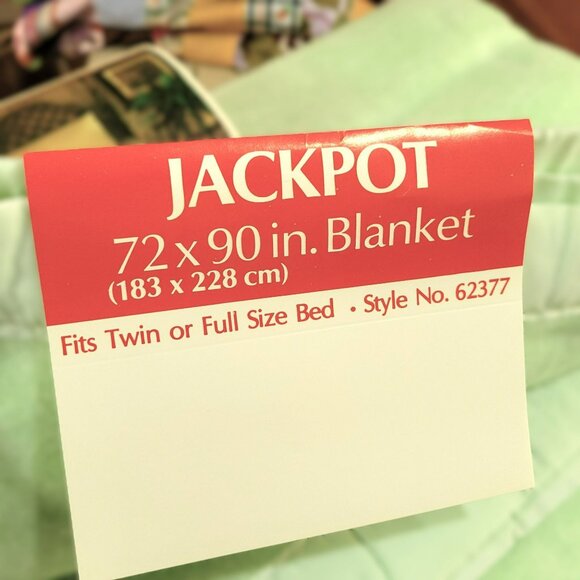 JACKPOT
72 x 90 in. Blanket
(183 x 228 cm)
Fits Twin or Full Size Bed • Style No. 62377